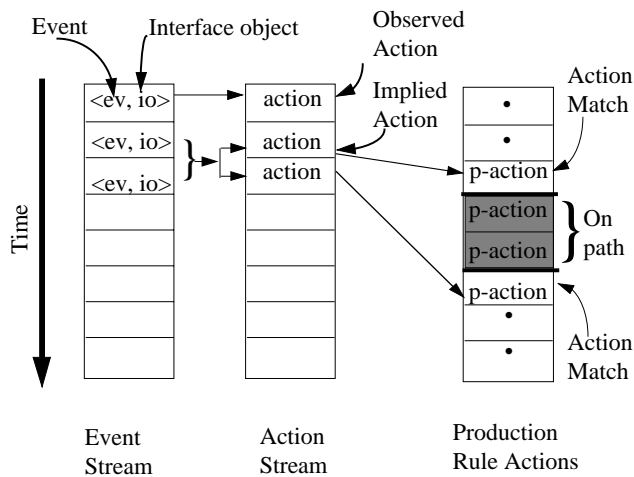 Event
Interface object
Observed
Action
<ev, io>
action
Implied
Action
Action
Match
<ev, io>
action
<ev, io>
action
p-action
p-action
On
path
p-action
p-action
Action
Match
Time
Event
Stream
Action
Stream
Production
Rule Actions